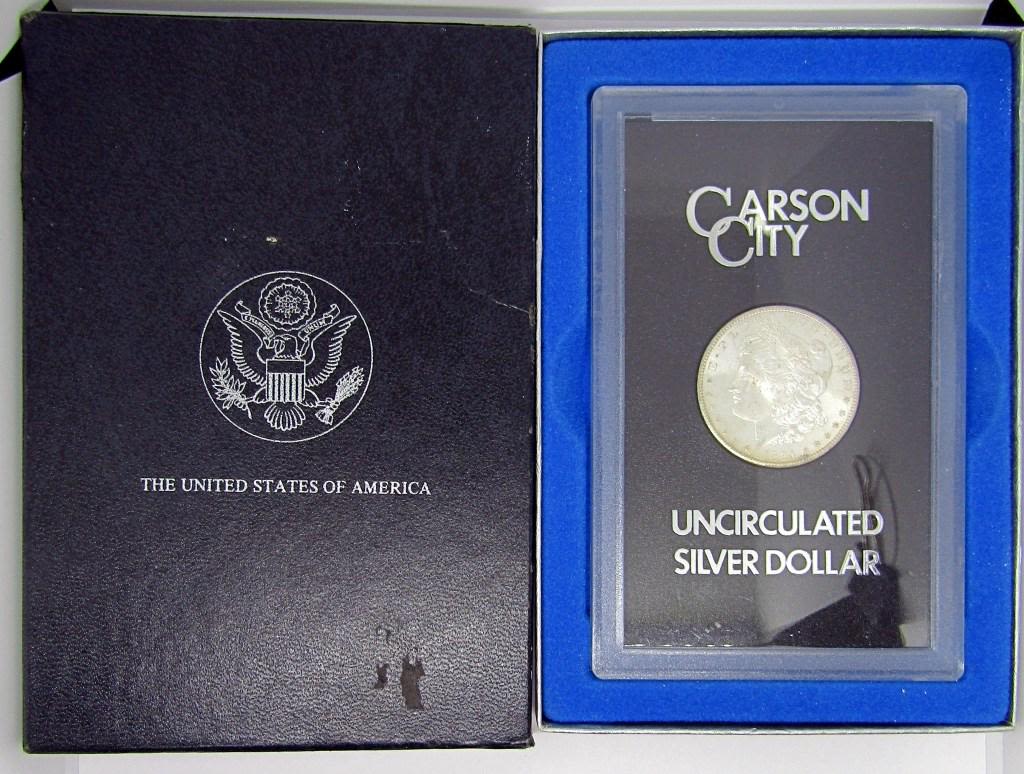 THE UNITED STATES OF AMERICA
CARSON
CITY
UNCIRCULATED
SILVER DOLLAR